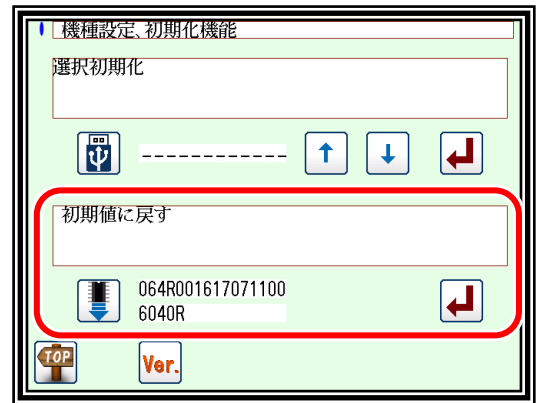 機種設定、初期化機能
選択初期化
------------
初期値に戻す
064R001617071100
6040R
TOP
Ver.